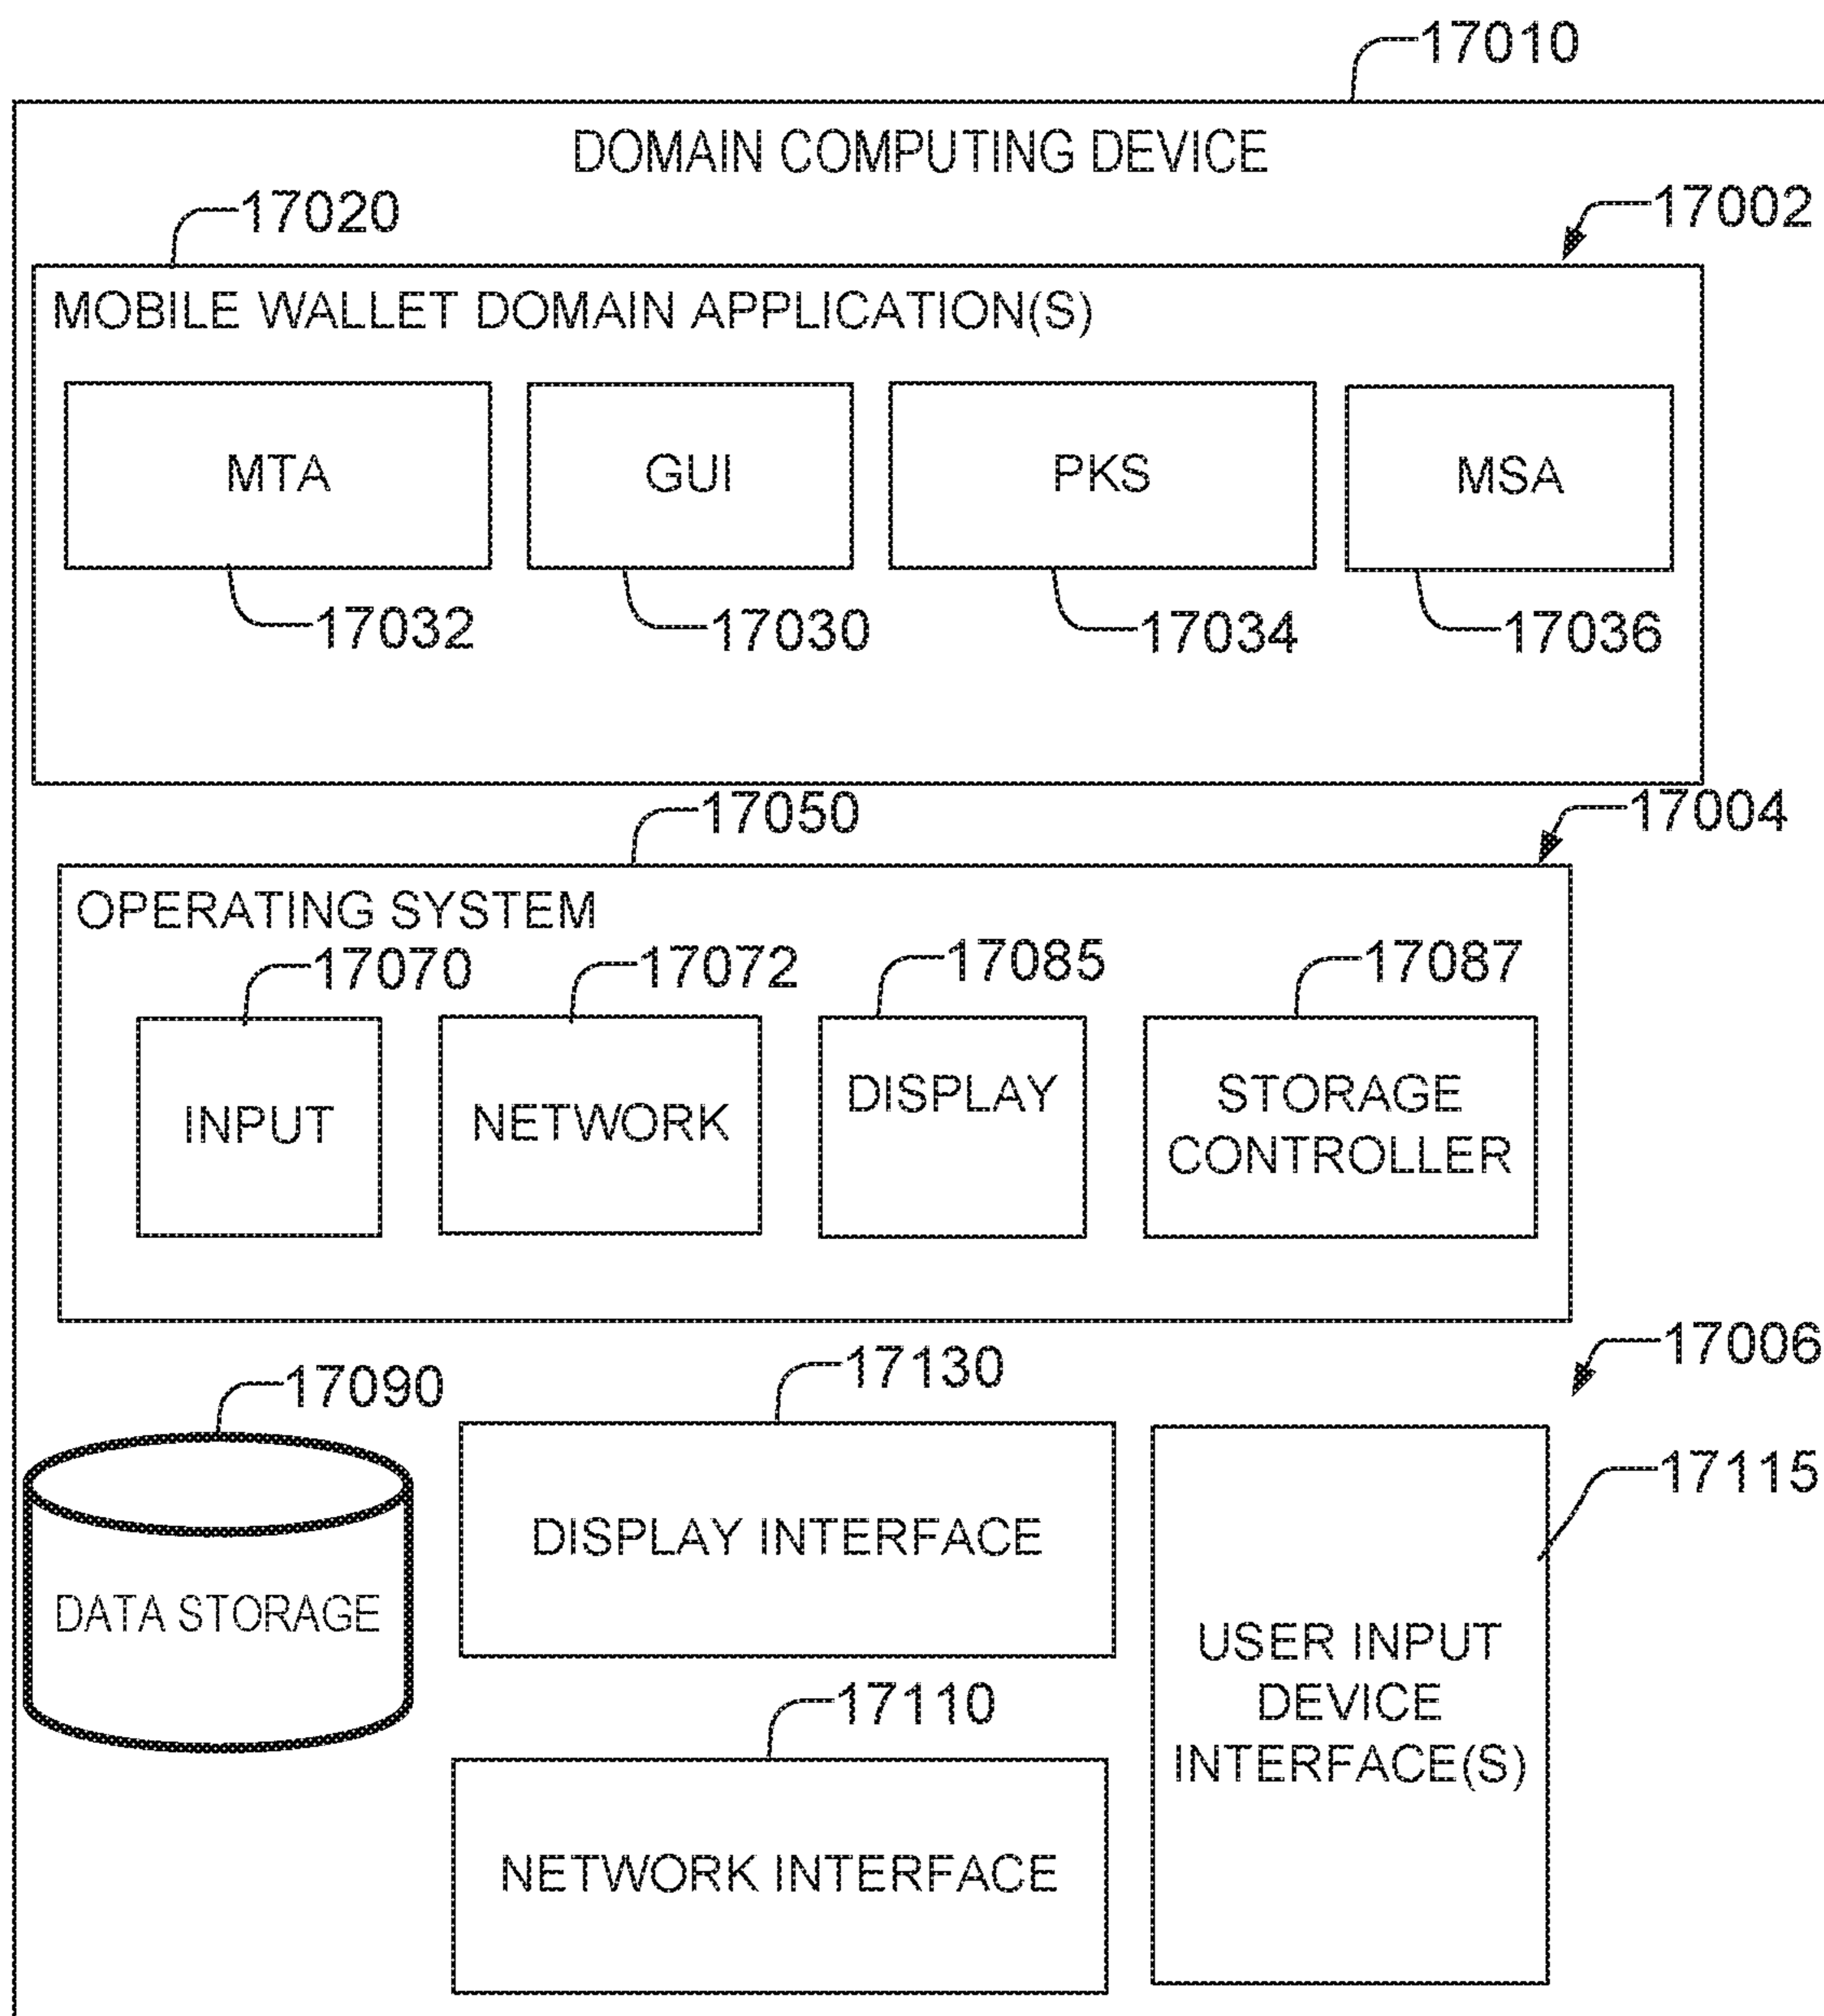 17010
DOMAIN COMPUTING DEVICE
17020
17002
MOBILE WALLET DOMAIN APPLICATION(S)
MTA
GUI
PKS
MSA
17032
17030
17034
17036
17050
17004
OPERATING SYSTEM
17070
17072
17085
17087
INPUT
NETWORK
DISPLAY
STORAGE
CONTROLLER
17006
17090
17130
17115
DATA STORAGE
DISPLAY INTERFACE
USER INPUT
DEVICE
INTERFACE(S)
17110
NETWORK INTERFACE